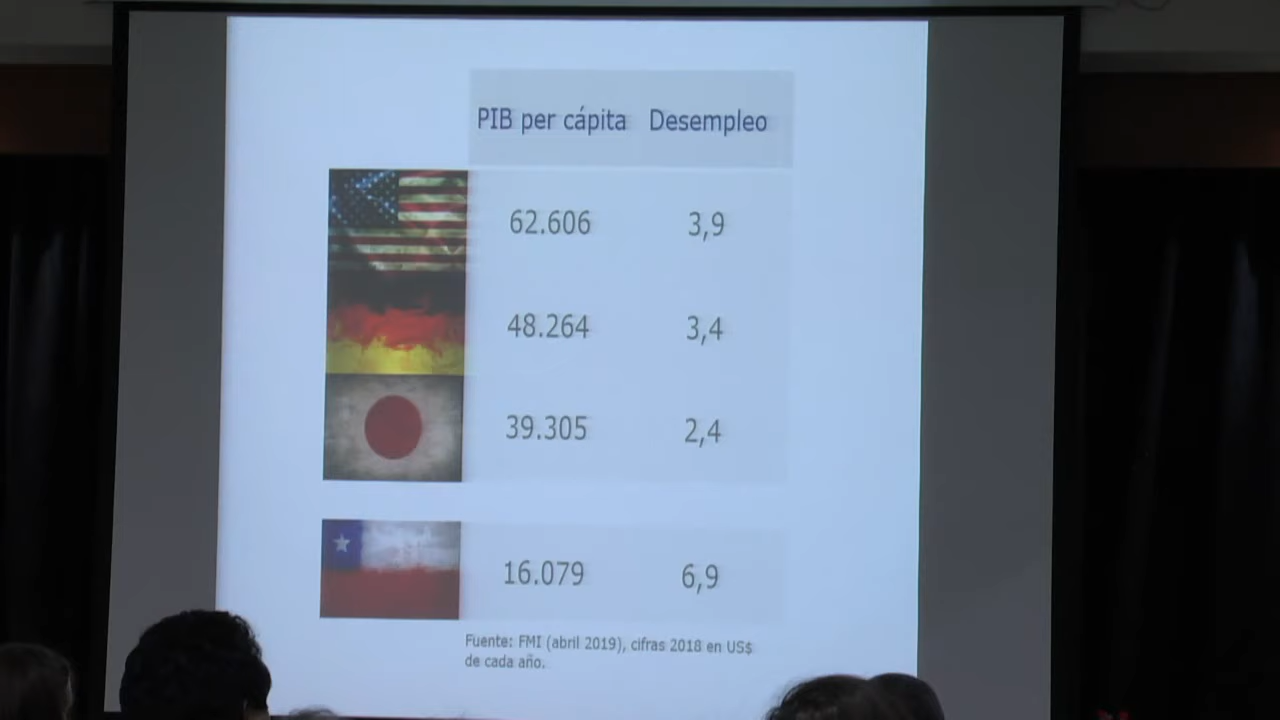 PIB per cápita Desempleo
62.606 3,9
48.264 3,4
39.305 2,4
16.079 6,9
Fuente: FMI (abril 2019), cifras 2018 en US$
de cada año.